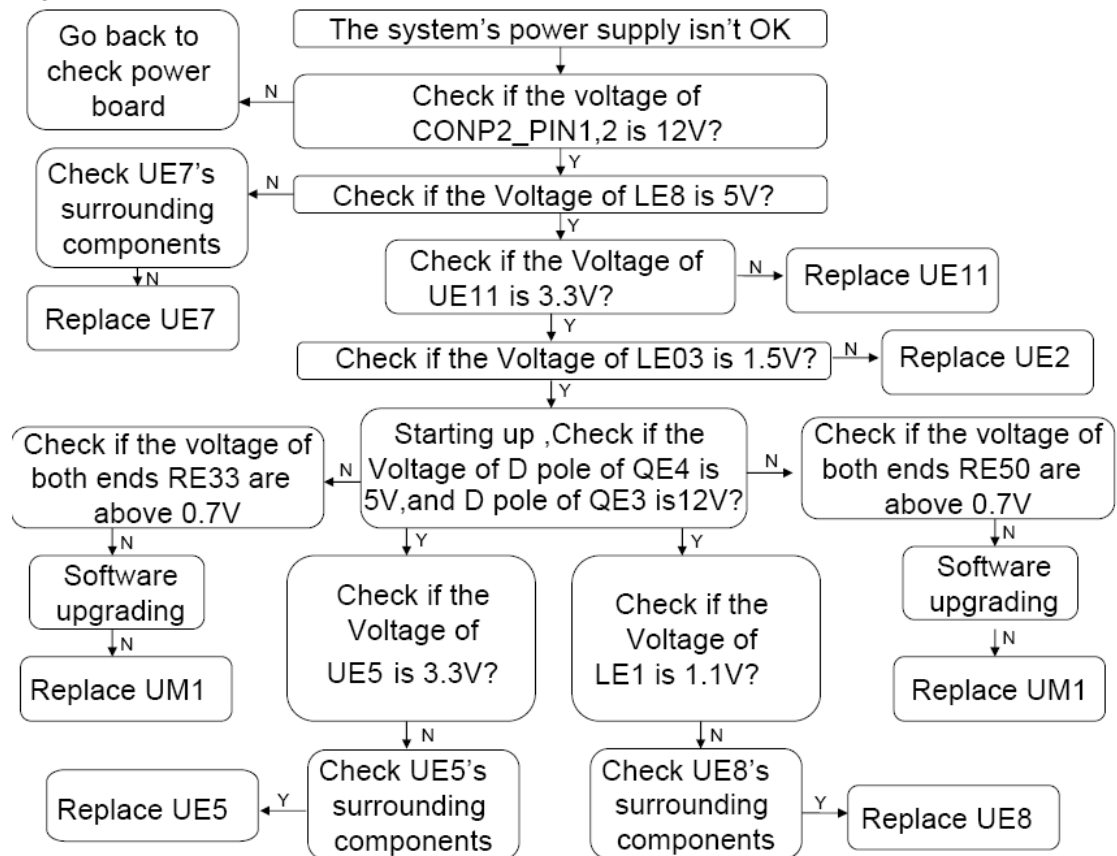 The system's power supply isn't OK
Go back to
check power
board
N
Check if the voltage of
CONP2_PIN1,2 is 12V?
Y
Check UE7's
surrounding
components
N
Check if the Voltage of LE8 is 5V?
Y
N
Replace UE7
Check if the Voltage of
UE11 is 3.3V?
N
Replace UE11
Y
Check if the Voltage of LE03 is 1.5V?
N
Replace UE2
Y
Check if the voltage of
both ends RE33 are
above 0.7V
N
Starting up ,Check if the
Voltage of D pole of QE4 is
5V,and D pole of QE3 is12V?
N
Check if the voltage of
both ends RE50 are
above 0.7V
N
Software
upgrading
N
Replace UM1
Y
Check if the
Voltage of
UE5 is 3.3V?
Y
Check if the
Voltage of
LE1 is 1.1V?
N
Software
upgrading
N
Replace UM1
N
Check UE5's
surrounding
components
Y
Replace UE5
N
Check UE8's
surrounding
components
Y
Replace UE8